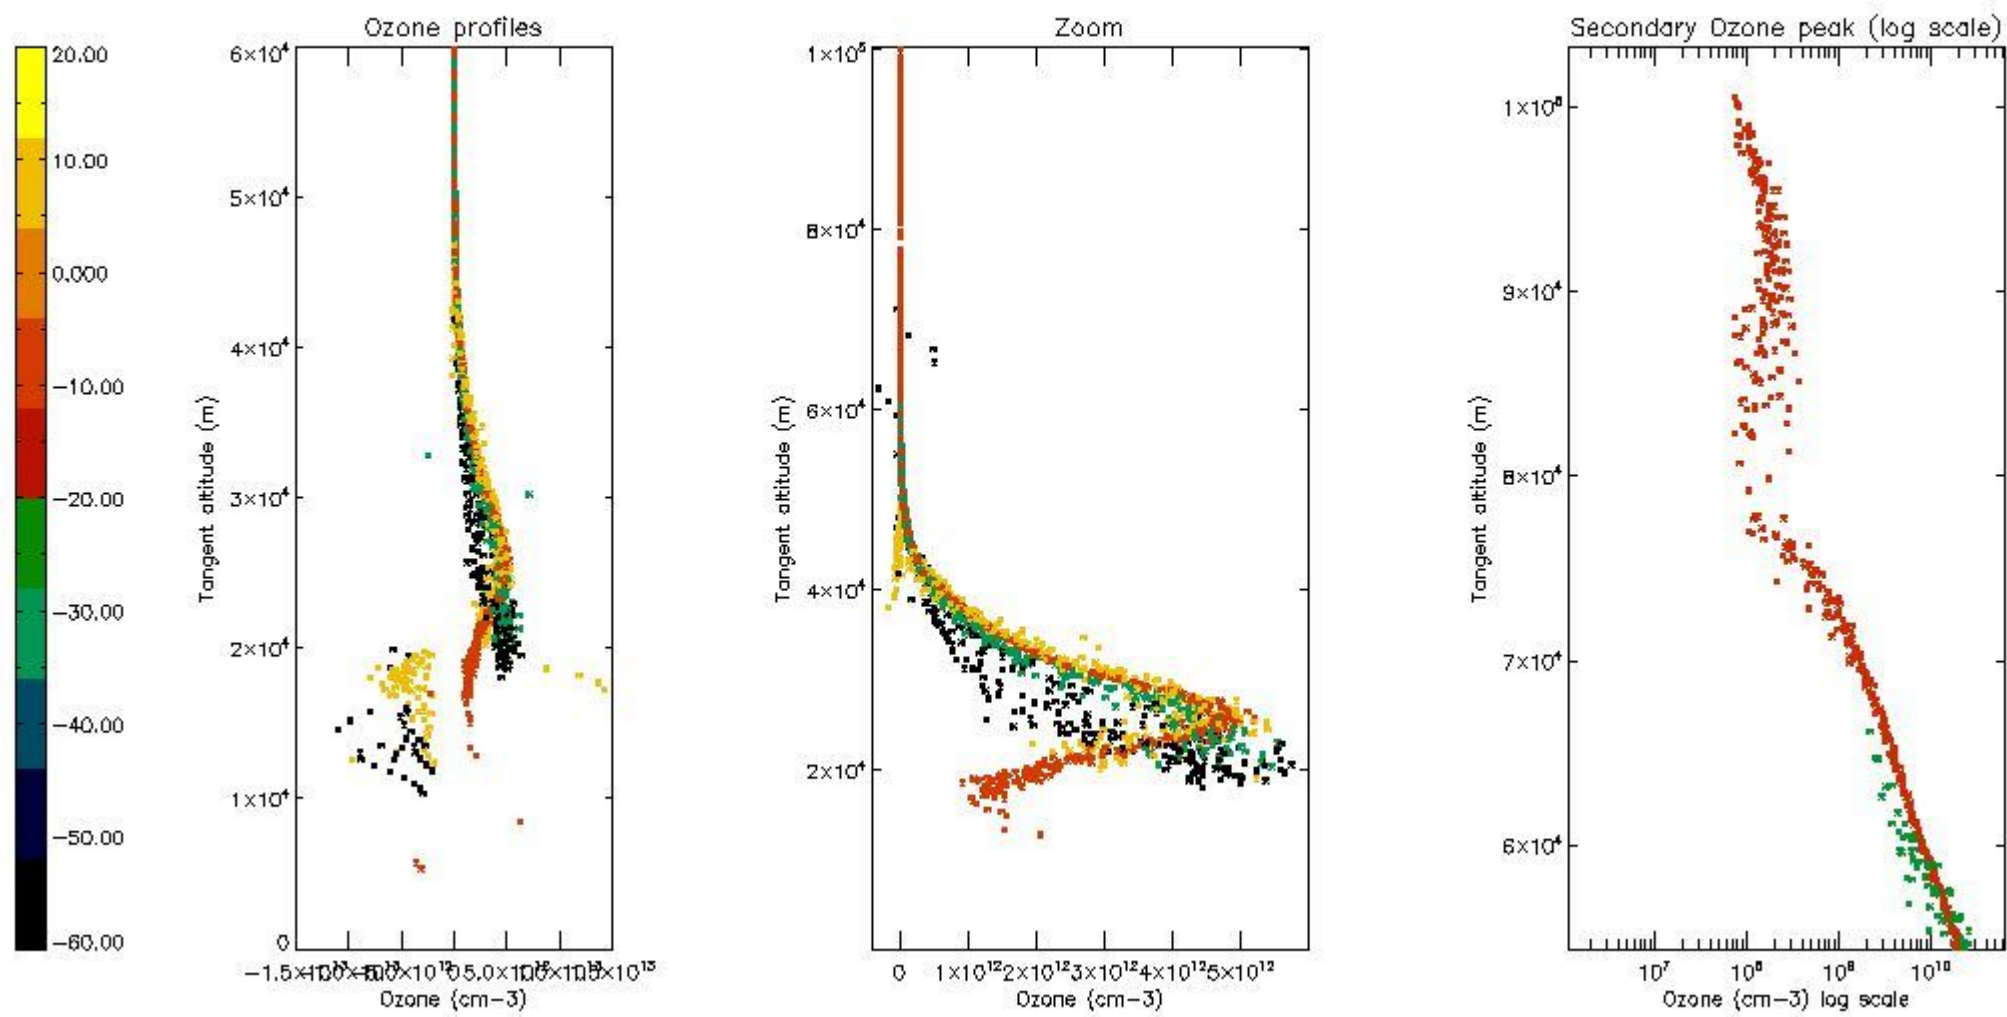 Ozone profiles
Zoom
Secondary Ozone peak (log scale)
20.00
10.00
0.000
−10.00
−20.00
−30.00
−40.00
−50.00
−60.00
6×10⁴
5×10⁴
4×10⁴
3×10⁴
2×10⁴
1×10⁴
0
Tangent altitude (m)
Ozone (cm−3)
1×10⁵
8×10⁴
6×10⁴
4×10⁴
2×10⁴
Tangent altitude (m)
0 1×10¹² 2×10¹² 3×10¹² 4×10¹² 5×10¹²
Ozone (cm−3)
9×10⁴
8×10⁴
7×10⁴
6×10⁴
Tangent altitude (m)
10⁷ 10⁸ 10⁹ 10¹⁰
Ozone (cm−3) log scale